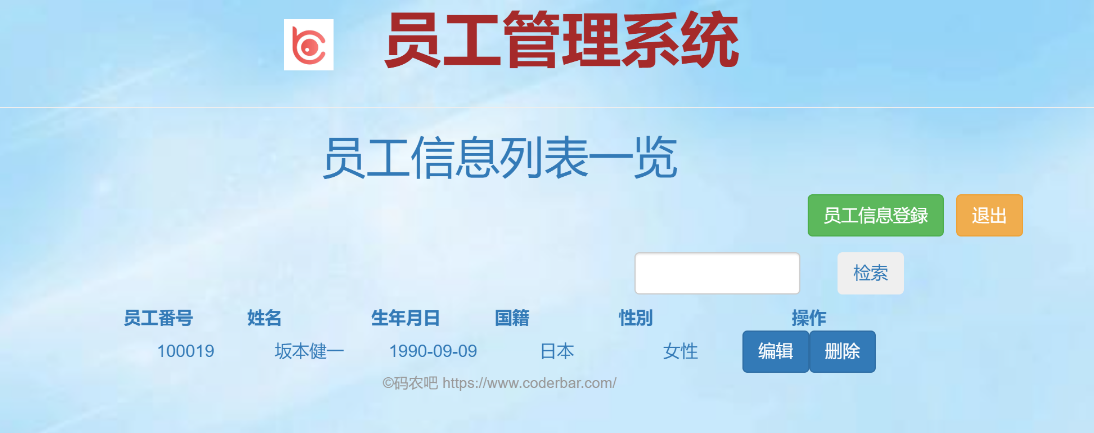 员工管理系统
员工信息列表一览
员工信息登録 退出
检索
员工番号 姓名 生年月日 国籍 性別 操作
100019 坂本健一 1990-09-09 日本 女性 编辑 删除
©码农吧 https://www.coderbar.com/